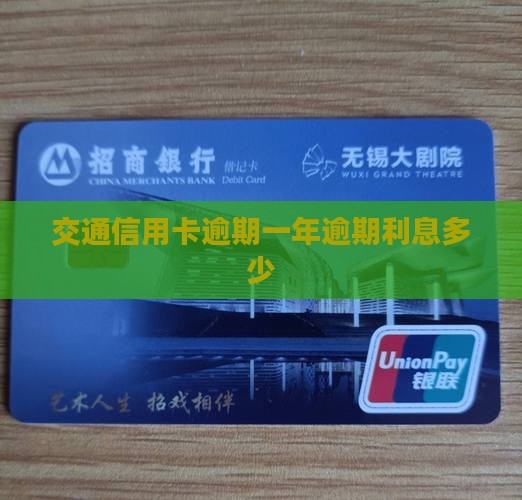 招商银行 借记卡 无锡大剧院
CHINA MERCHANTS BANK Debit Card WUXI GRAND THEATRE
交通信用卡逾期一年逾期利息多
少
UnionPay
银联
艺术人生 招戏相伴